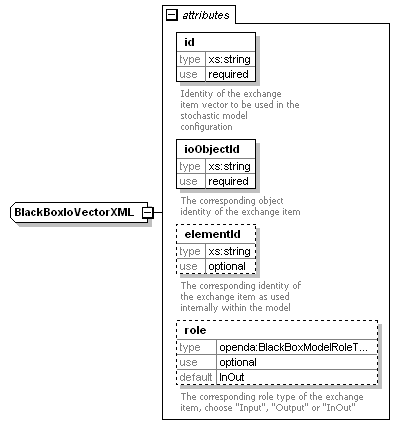 attributes
id
type xs:string
use required
Identity of the exchange
item vector to be used in the
stochastic model
configuration
ioObjectId
type xs:string
use required
The corresponding object
identity of the exchange item
BlackBoxIoVectorXML
elementId
type xs:string
use optional
The corresponding identity of
the exchange item as used
internally within the model
role
type openda:BlackBoxModelRoleT...
use optional
default InOut
The corresponding role type of the exchange
item, choose "Input", "Output" or "InOut"